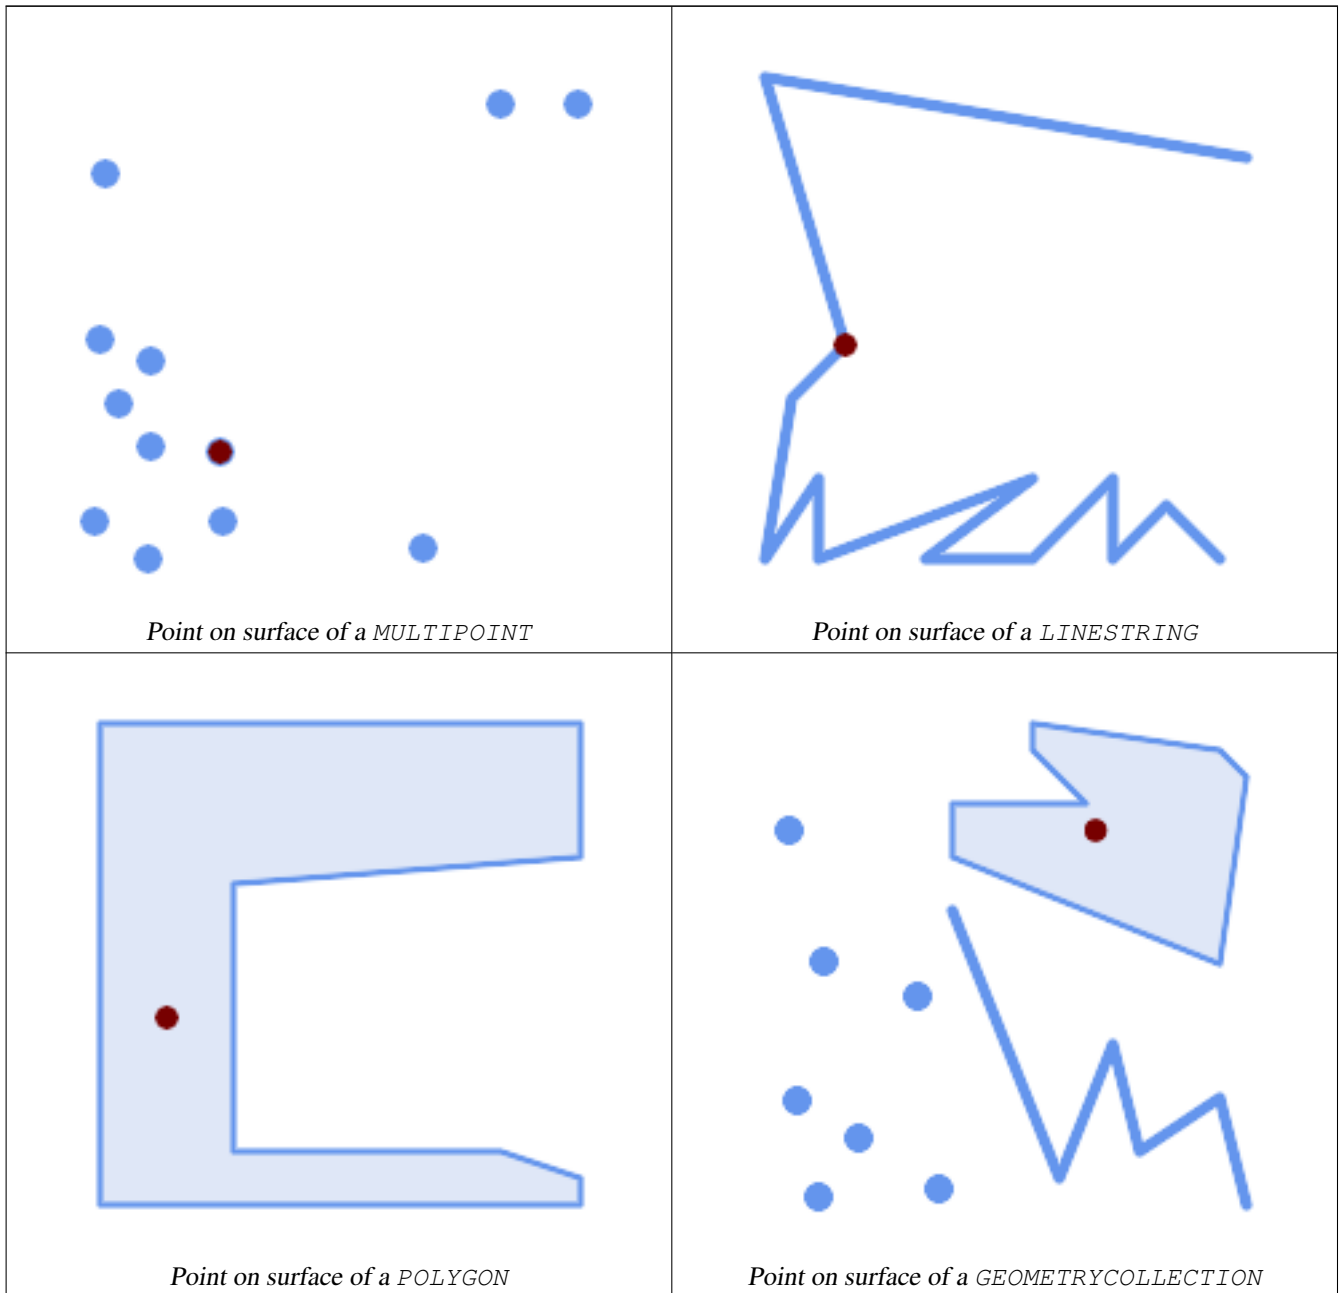 Point on surface of a MULTIPOINT
Point on surface of a LINESTRING
Point on surface of a POLYGON
Point on surface of a GEOMETRYCOLLECTION